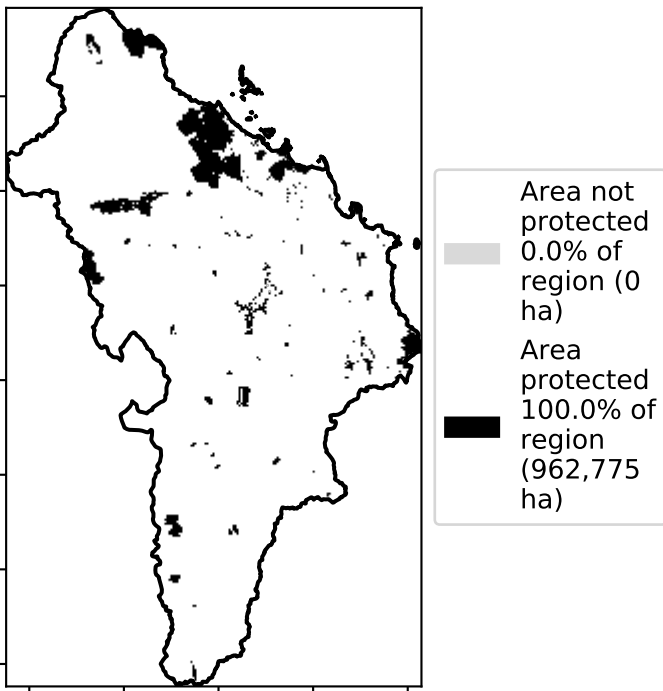 Area not
protected
0.0% of
region (0
ha)
Area
protected
100.0% of
region
(962,775
ha)